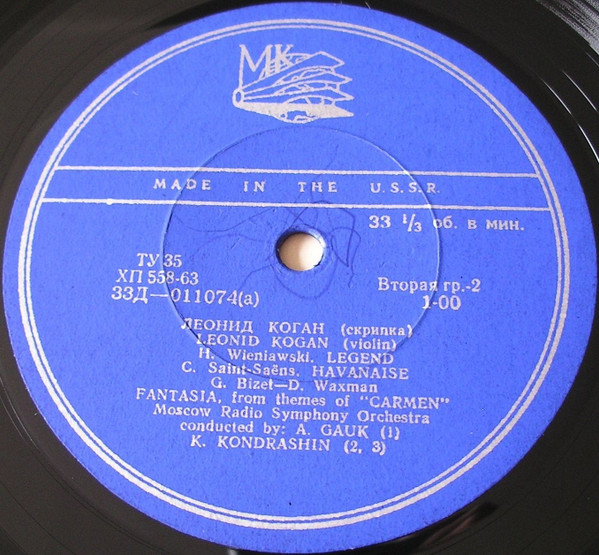 МК
MADE IN THE U.S.S.R.
33 1/3 об. в мин.
ТУ 35
ХП 558-63
33Д—011074(а)
Вторая гр.-2
1-00
ЛЕОНИД КОГАН (скрипка)
LEONID KOGAN (violin)
H. Wieniawski. LEGEND
C. Saint-Saëns. HAVANAISE
G. Bizet—D. Waxman
FANTASIA, from themes of "CARMEN"
Moscow Radio Symphony Orchestra
conducted by: A. GAUK (1)
K. KONDRASHIN (2, 3)